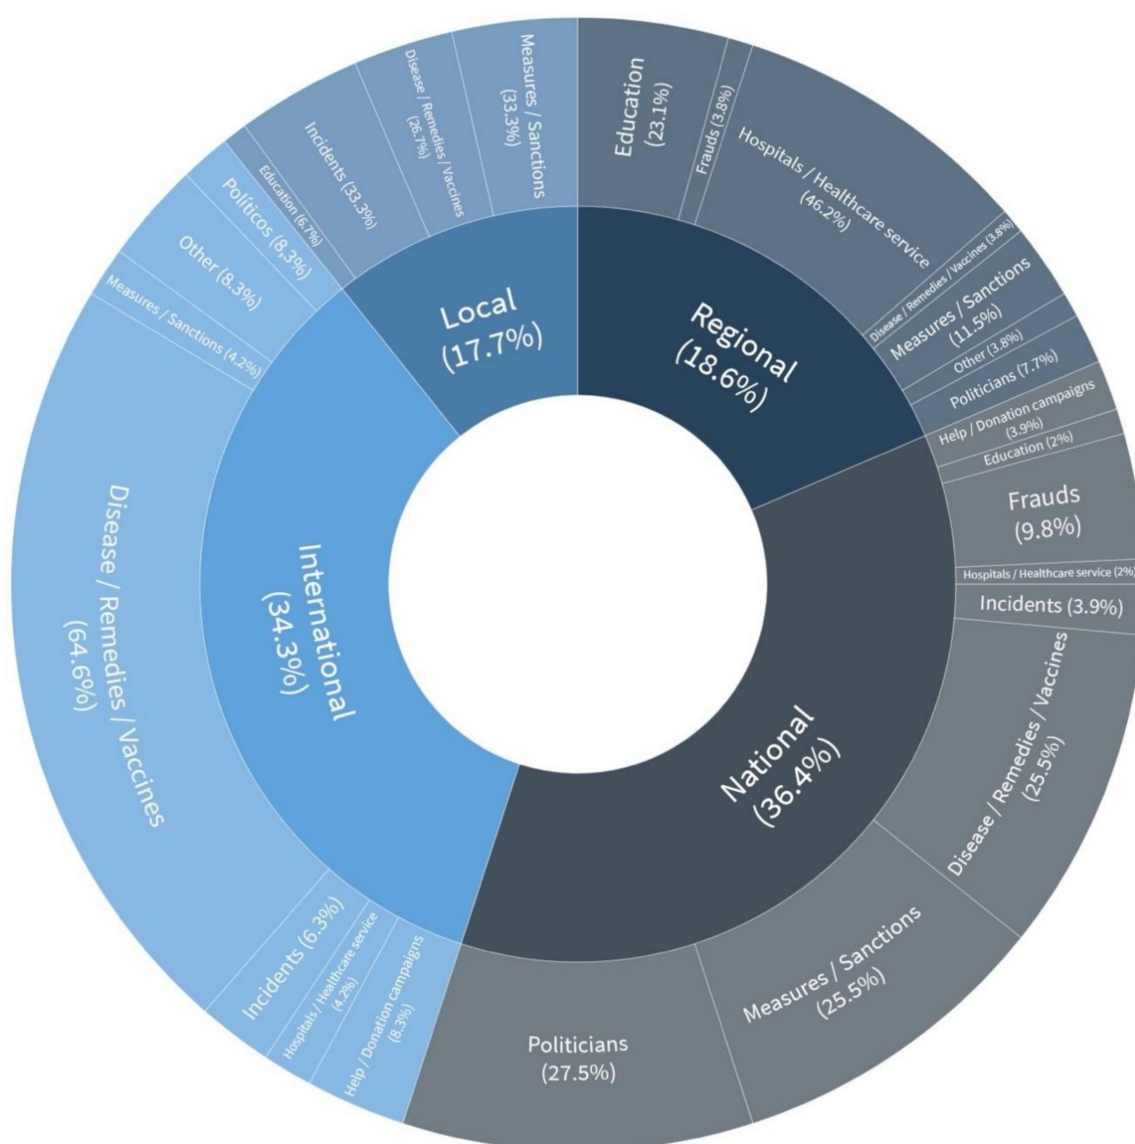 Regional
(18.6%)
Education
(23.1%)
Frauds (3.8%)
Hospitals / Healthcare service
(46.2%)
Disease / Remedies / Vaccines (3.8%)
Measures / Sanctions
(11.5%)
Other (3.8%)
Politicians (7.7%)
National
(36.4%)
Help / Donation campaigns
(3.9%)
Education (2%)
Frauds
(9.8%)
Hospitals / Healthcare service (2%)
Incidents (3.9%)
Disease / Remedies / Vaccines
(25.5%)
Measures / Sanctions
(25.5%)
Politicians
(27.5%)
International
(34.3%)
Help / Donation campaigns
(8.3%)
Hospitals / Healthcare service
(4.2%)
Incidents (6.3%)
Disease / Remedies / Vaccines
(64.6%)
Measures / Sanctions (4.2%)
Other (8.3%)
Políticos (8,3%)
Local
(17.7%)
Education (6.7%)
Incidents (33.3%)
Disease / Remedies / Vaccines
(26.7%)
Measures / Sanctions
(33.3%)